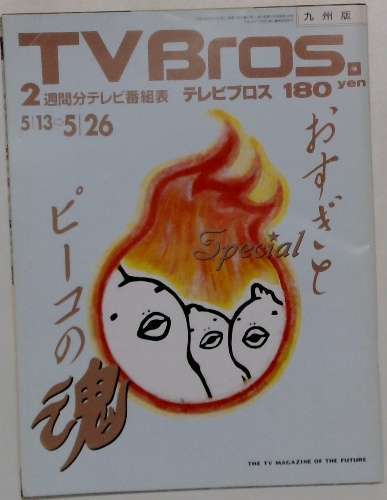 九州版
TVBros.
2週間分テレビ番組表 テレビブロス 180yen
5|13→5|26
おすぎと
Special
ピーコの
魂
THE TV MAGAZINE OF THE FUTURE